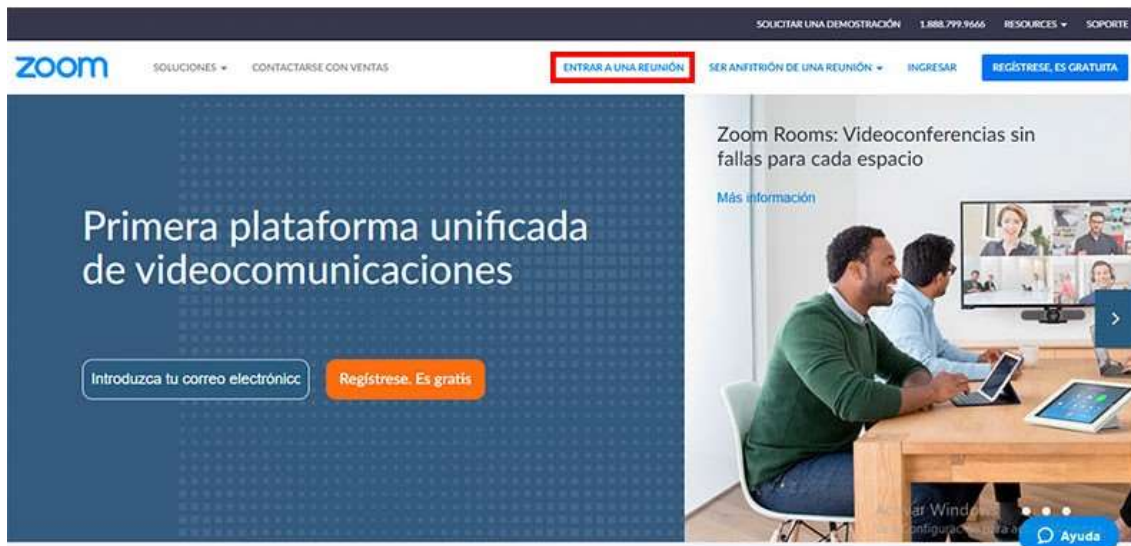 SOLICITAR UNA DEMOSTRACIÓN 1.888.799.9666 RESOURCES SOPORTE
zoom SOLUCIONES CONTACTARSE CON VENTAS ENTRAR A UNA REUNIÓN SER ANFITRIÓN DE UNA REUNIÓN INGRESAR REGÍSTRESE, ES GRATUITA
Primera plataforma unificada
de videocomunicaciones
Introduzca tu correo electrónicc
Regístrese. Es gratis
Zoom Rooms: Videoconferencias sin
fallas para cada espacio
Más información
Ayuda